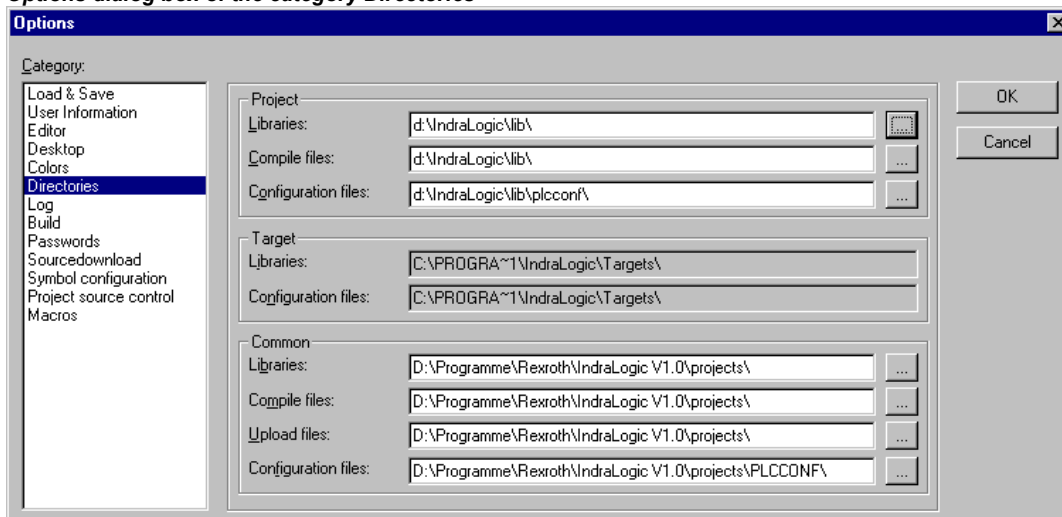 Options dialog box of the category Directories
Options
Category:
Load & Save
User Information
Editor
Desktop
Colors
Directories
Log
Build
Passwords
Sourcedownload
Symbol configuration
Project source control
Macros
Project
Libraries: d:\IndraLogic\lib\ ...
Compile files: d:\IndraLogic\lib\ ...
Configuration files: d:\IndraLogic\lib\plcconf\ ...
Target
Libraries: C:\PROGRA~1\IndraLogic\Targets\
Configuration files: C:\PROGRA~1\IndraLogic\Targets\
Common
Libraries: D:\Programme\Rexroth\IndraLogic V1.0\projects\ ...
Compile files: D:\Programme\Rexroth\IndraLogic V1.0\projects\ ...
Upload files: D:\Programme\Rexroth\IndraLogic V1.0\projects\ ...
Configuration files: D:\Programme\Rexroth\IndraLogic V1.0\projects\PLCCONF\ ...
OK
Cancel